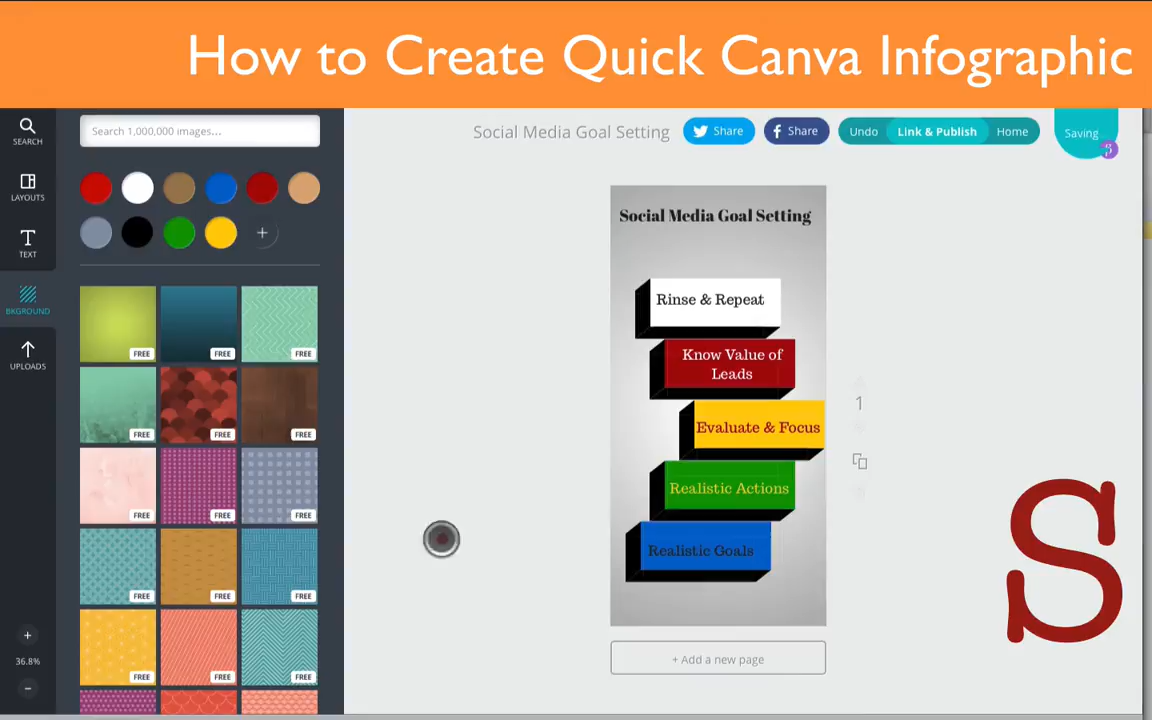 How to Create Quick Canva Infographic
SEARCH
LAYOUTS
TEXT
BKGROUND
UPLOADS
+
36.8%
−
Search 1,000,000 images...
+
FREE FREE FREE
FREE FREE FREE
FREE FREE FREE
FREE FREE FREE
FREE FREE FREE
Social Media Goal Setting
Share
f Share
Undo Link & Publish Home
Saving
Social Media Goal Setting
Rinse & Repeat
Know Value of
Leads
Evaluate & Focus
Realistic Actions
Realistic Goals
1
+ Add a new page
S